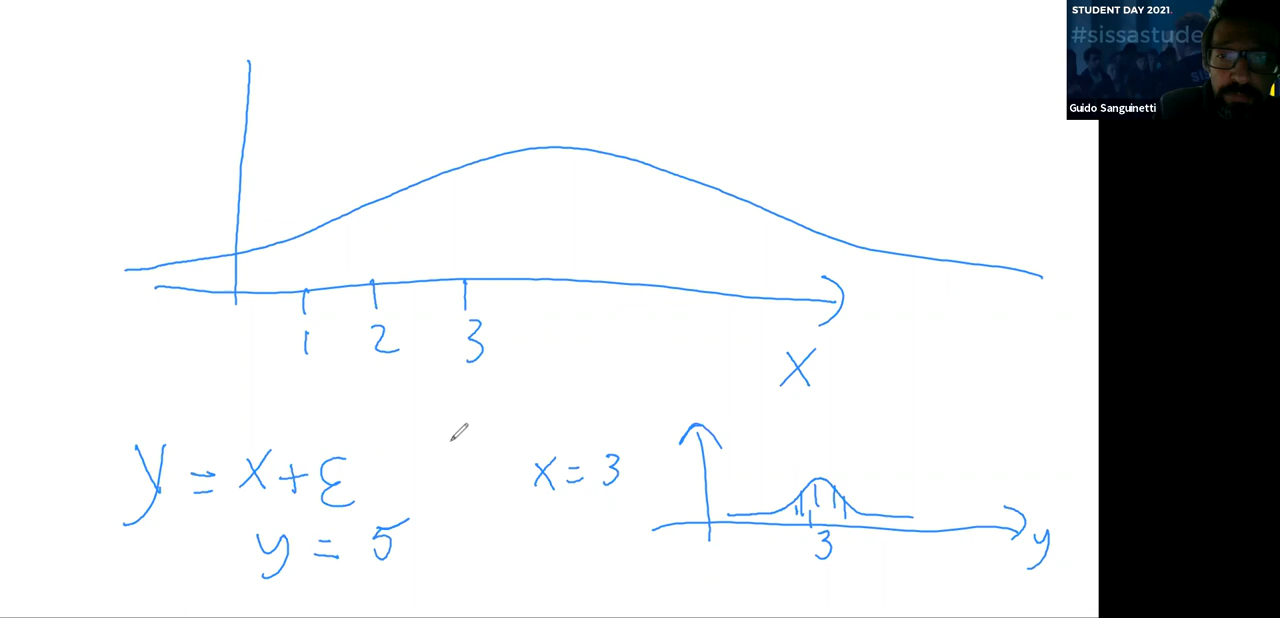 STUDENT DAY 2021.
#sissastude
Guido Sanguinetti
1 2 3
X
y = x + ε
y = 5
x = 3
3
y